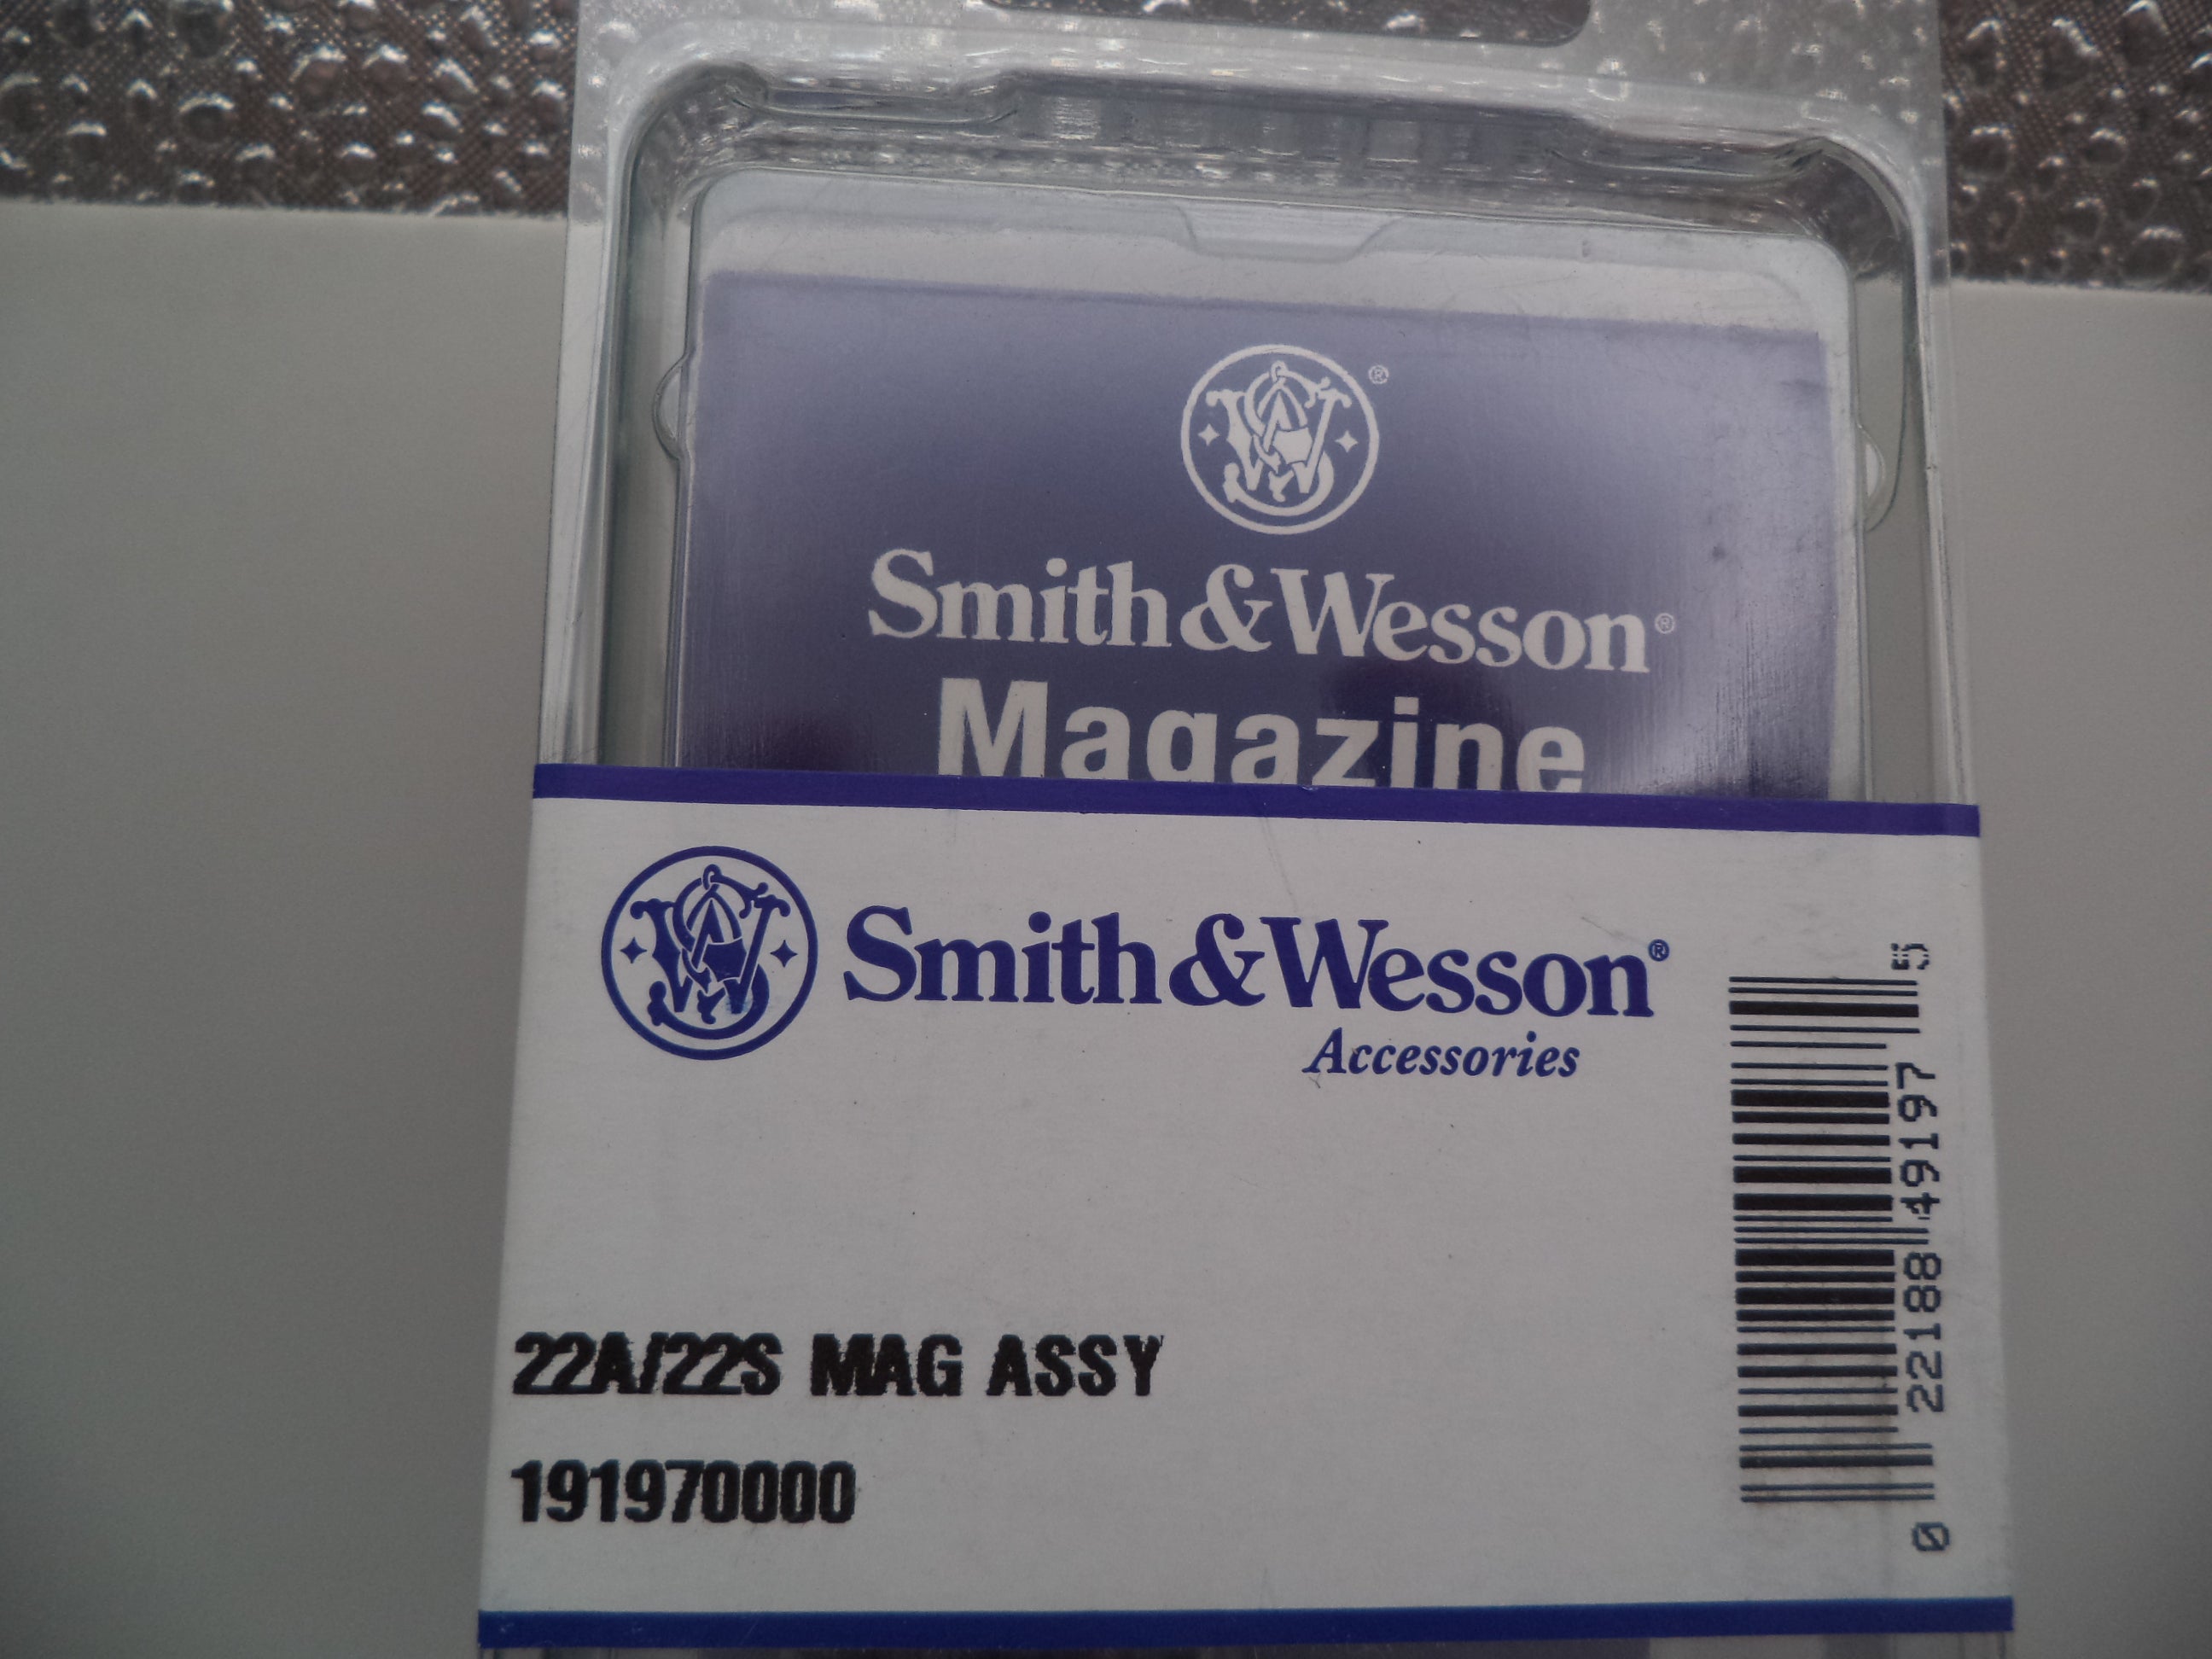 Smith & Wesson®
Magazine
Smith & Wesson®
Accessories
22A/22S MAG ASSY
191970000
0 22188 49197 5